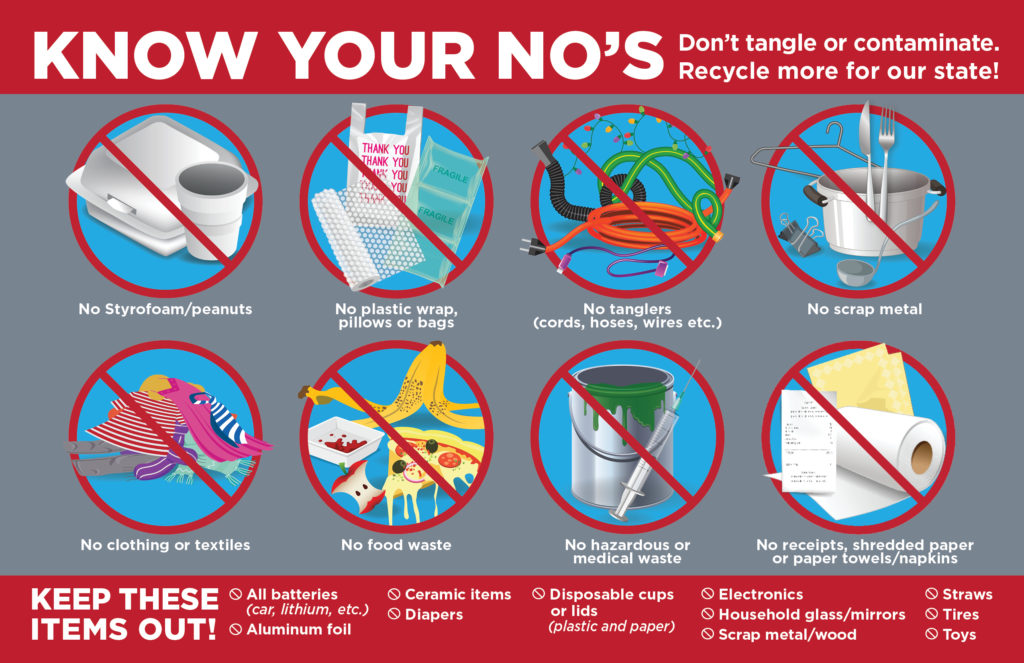 KNOW YOUR NO'S
Don't tangle or contaminate.
Recycle more for our state!
THANK YOU
THANK YOU
THANK YOU
FRAGILE
FRAGILE
No Styrofoam/peanuts
No plastic wrap,
pillows or bags
No tanglers
(cords, hoses, wires etc.)
No scrap metal
No clothing or textiles
No food waste
No hazardous or
medical waste
No receipts, shredded paper
or paper towels/napkins
KEEP THESE
ITEMS OUT!
All batteries
(car, lithium, etc.)
Aluminum foil
Ceramic items
Diapers
Disposable cups
or lids
(plastic and paper)
Electronics
Household glass/mirrors
Scrap metal/wood
Straws
Tires
Toys